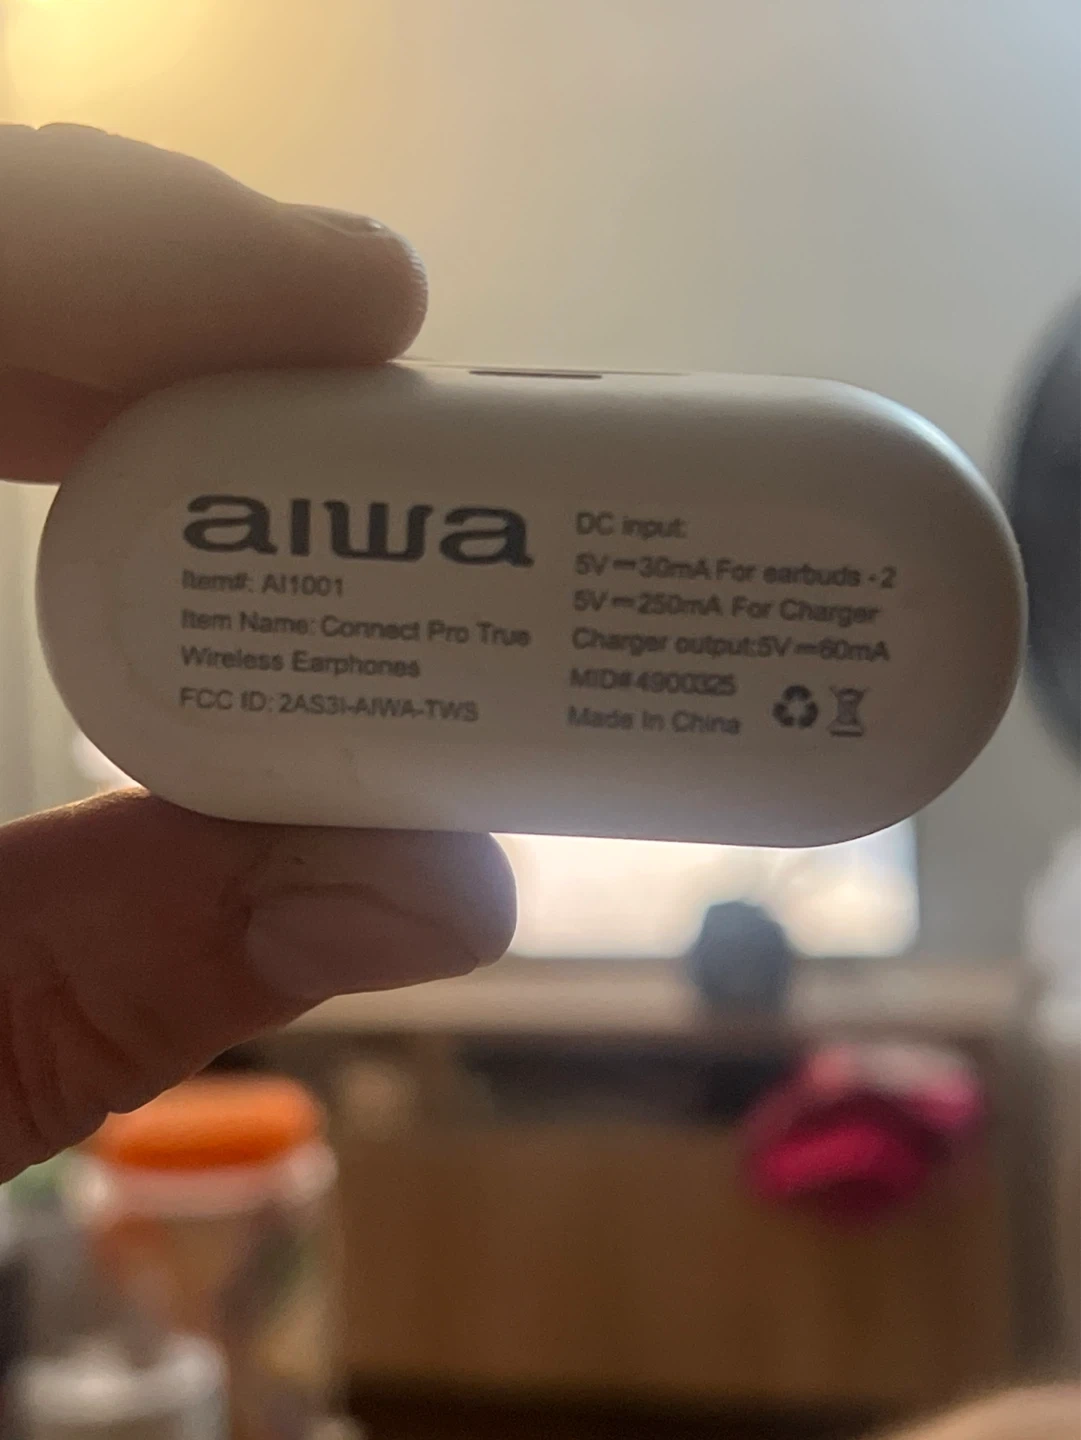 aiwa
Item#: AI1001
Item Name: Connect Pro True
Wireless Earphones
FCC ID: 2AS3I-AIWA-TWS
DC input:
5V⎓30mA For earbuds *2
5V⎓250mA For Charger
Charger output:5V⎓60mA
MID# 4900325
Made In China